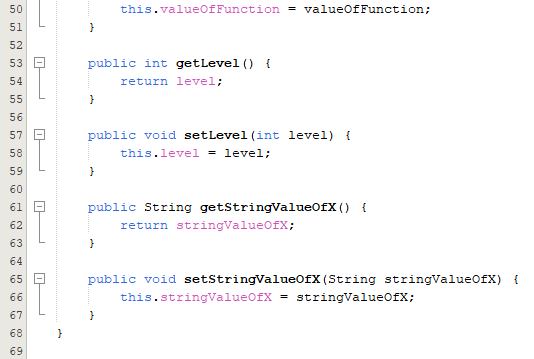 50 this.valueOfFunction = valueOfFunction;
51 }
52
53 public int getLevel() {
54 return level;
55 }
56
57 public void setLevel(int level) {
58 this.level = level;
59 }
60
61 public String getStringValueOfX() {
62 return stringValueOfX;
63 }
64
65 public void setStringValueOfX(String stringValueOfX) {
66 this.stringValueOfX = stringValueOfX;
67 }
68 }
69